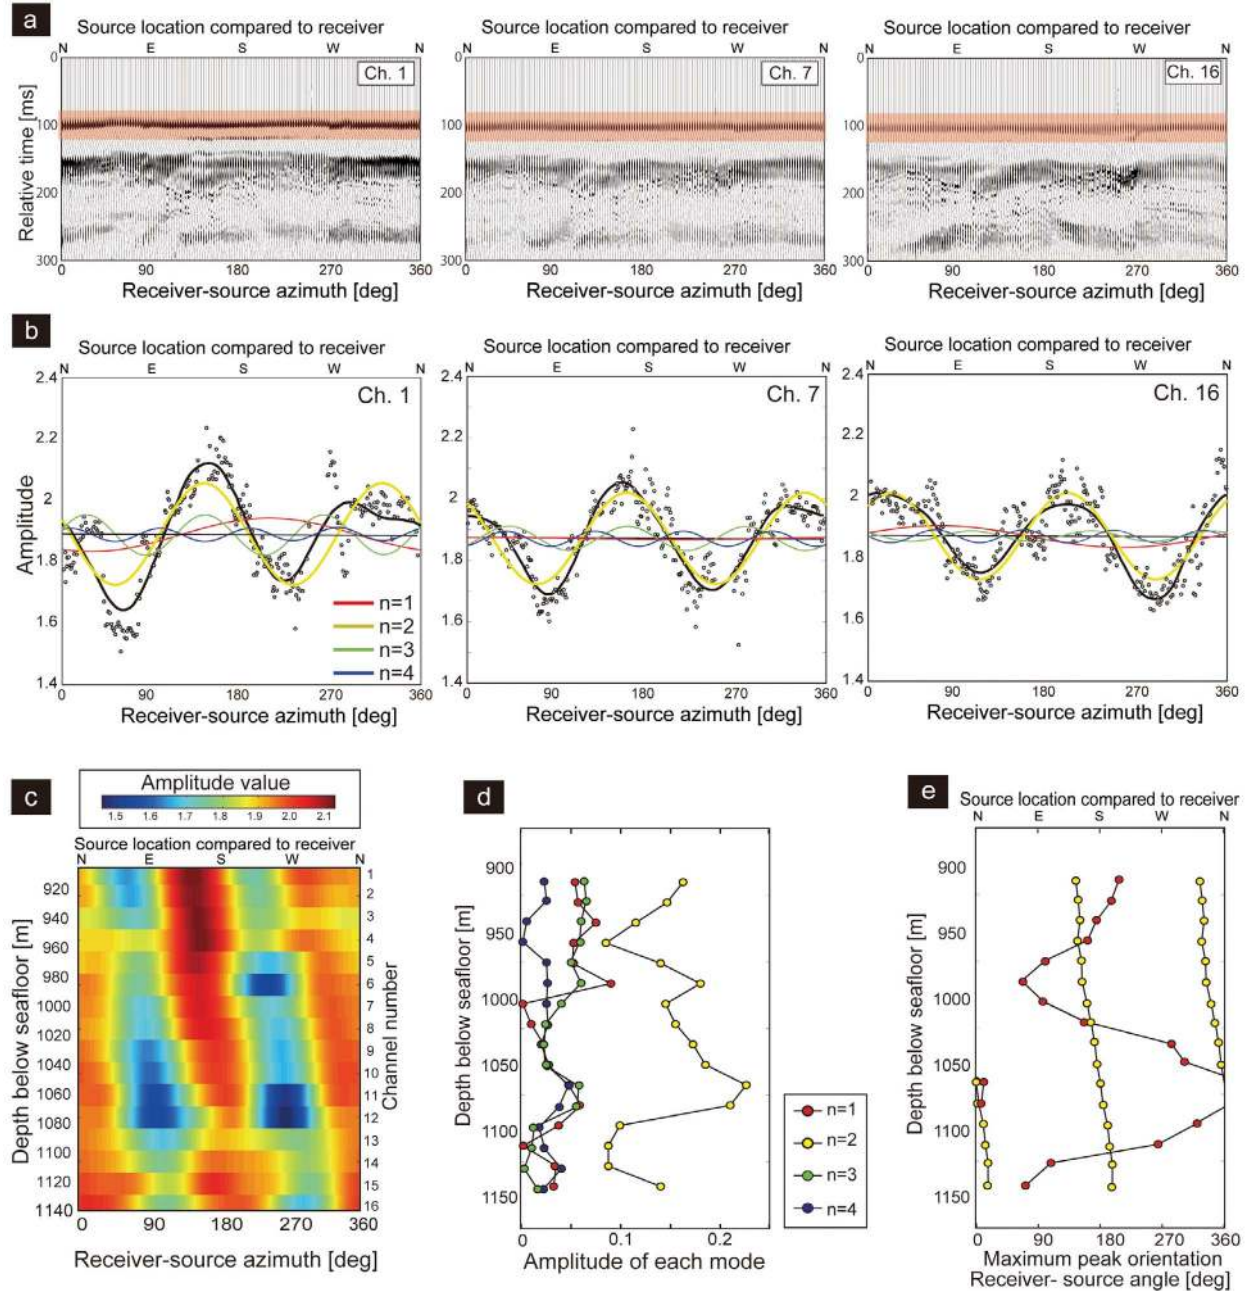 a
Source location compared to receiver
N E S W N
Ch. 1
0
100
200
300
Relative time [ms]
0 90 180 270 360
Receiver-source azimuth [deg]
Source location compared to receiver
N E S W N
Ch. 7
0
100
200
300
0 90 180 270 360
Receiver-source azimuth [deg]
Source location compared to receiver
N E S W N
Ch. 16
0
100
200
300
0 90 180 270 360
Receiver-source azimuth [deg]
b
Source location compared to receiver
N E S W N
Ch. 1
2.4
2.2
2
1.8
1.6
1.4
Amplitude
n=1
n=2
n=3
n=4
0 90 180 270 360
Receiver-source azimuth [deg]
Source location compared to receiver
N E S W N
Ch. 7
2.4
2.2
2
1.8
1.6
1.4
0 90 180 270 360
Receiver-source azimuth [deg]
Source location compared to receiver
N E S W N
Ch. 16
2.4
2.2
2
1.8
1.6
1.4
0 90 180 270 360
Receiver-source azimuth [deg]
c
Amplitude value
1.5 1.6 1.7 1.8 1.9 2.0 2.1
Source location compared to receiver
N E S W N
920
940
960
980
1000
1020
1040
1060
1080
1100
1120
1140
Depth below seafloor [m]
1
2
3
4
5
6
7
8
9
10
11
12
13
14
15
16
Channel number
0 90 180 270 360
Receiver-source azimuth [deg]
d
900
950
1000
1050
1100
1150
Depth below seafloor [m]
0 0.1 0.2
Amplitude of each mode
n=1
n=2
n=3
n=4
e
Source location compared to receiver
N E S W N
900
950
1000
1050
1100
1150
Depth below seafloor [m]
0 90 180 270 360
Maximum peak orientation
Receiver- source angle [deg]